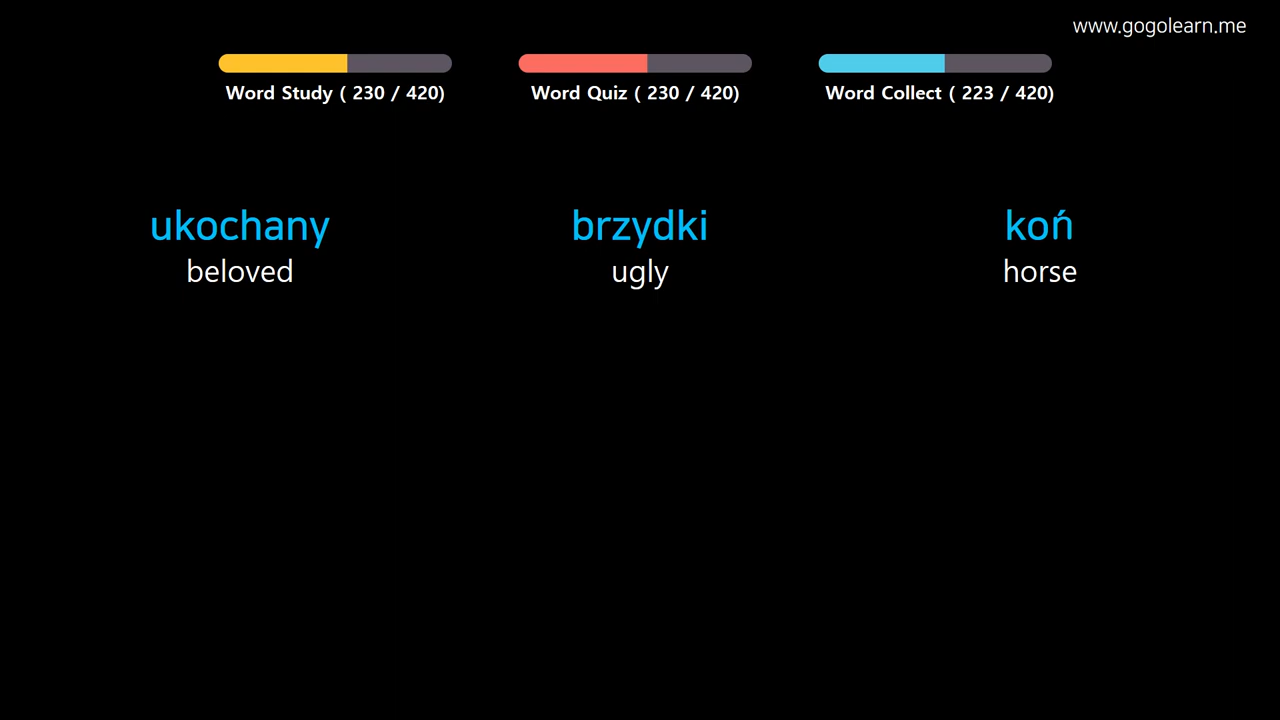 www.gogolearn.me
Word Study ( 230 / 420)
Word Quiz ( 230 / 420)
Word Collect ( 223 / 420)
ukochany
beloved
brzydki
ugly
koń
horse